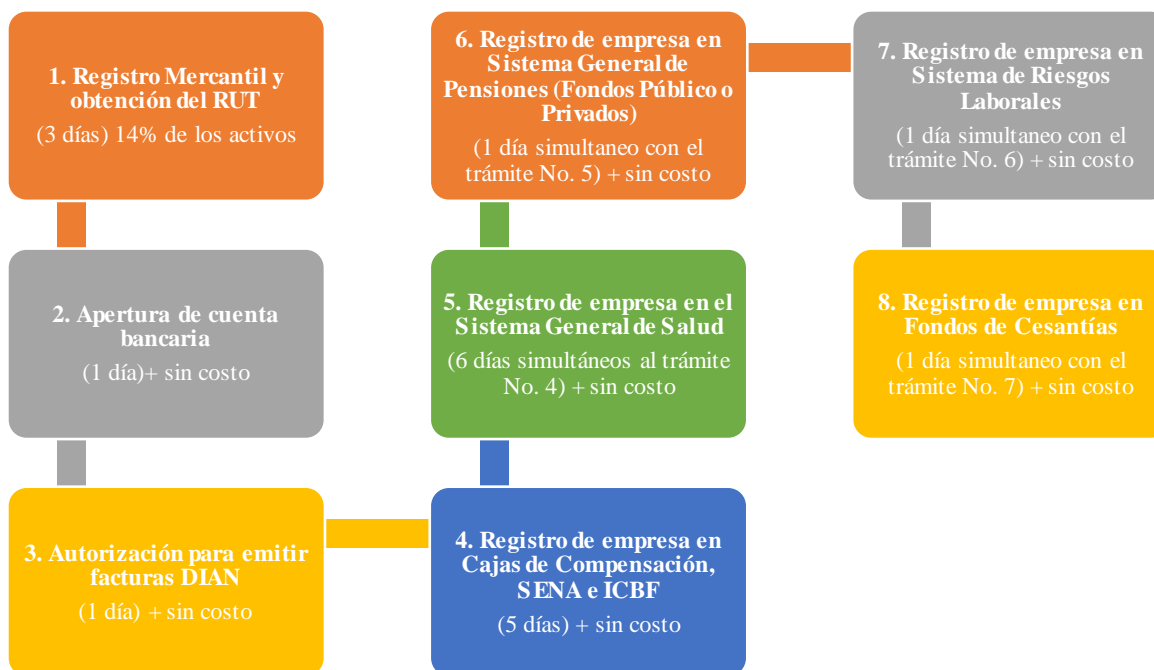 1. Registro Mercantil y
obtención del RUT
(3 días) 14% de los activos
2. Apertura de cuenta
bancaria
(1 día)+ sin costo
3. Autorización para emitir
facturas DIAN
(1 día) + sin costo
4. Registro de empresa en
Cajas de Compensación,
SENA e ICBF
(5 días) + sin costo
5. Registro de empresa en el
Sistema General de Salud
(6 días simultáneos al trámite
No. 4) + sin costo
6. Registro de empresa en
Sistema General de
Pensiones (Fondos Público o
Privados)
(1 día simultaneo con el
trámite No. 5) + sin costo
7. Registro de empresa en
Sistema de Riesgos
Laborales
(1 día simultaneo con el
trámite No. 6) + sin costo
8. Registro de empresa en
Fondos de Cesantías
(1 día simultaneo con el
trámite No. 7) + sin costo